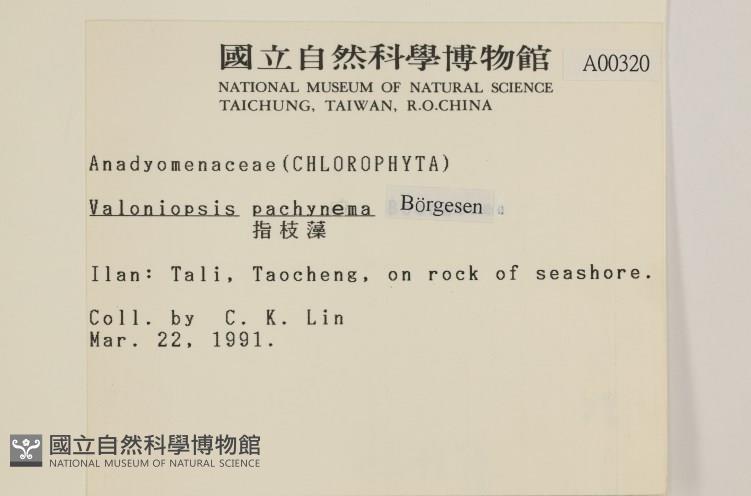 國立自然科學博物館
A00320
NATIONAL MUSEUM OF NATURAL SCIENCE
TAICHUNG, TAIWAN, R.O.CHINA
Anadyomenaceae(CHLOROPHYTA)
Valoniopsis pachynema Börgesen
指枝藻
Ilan: Tali, Taocheng, on rock of seashore.
Coll. by C. K. Lin
Mar. 22, 1991.
國立自然科學博物館
NATIONAL MUSEUM OF NATURAL SCIENCE